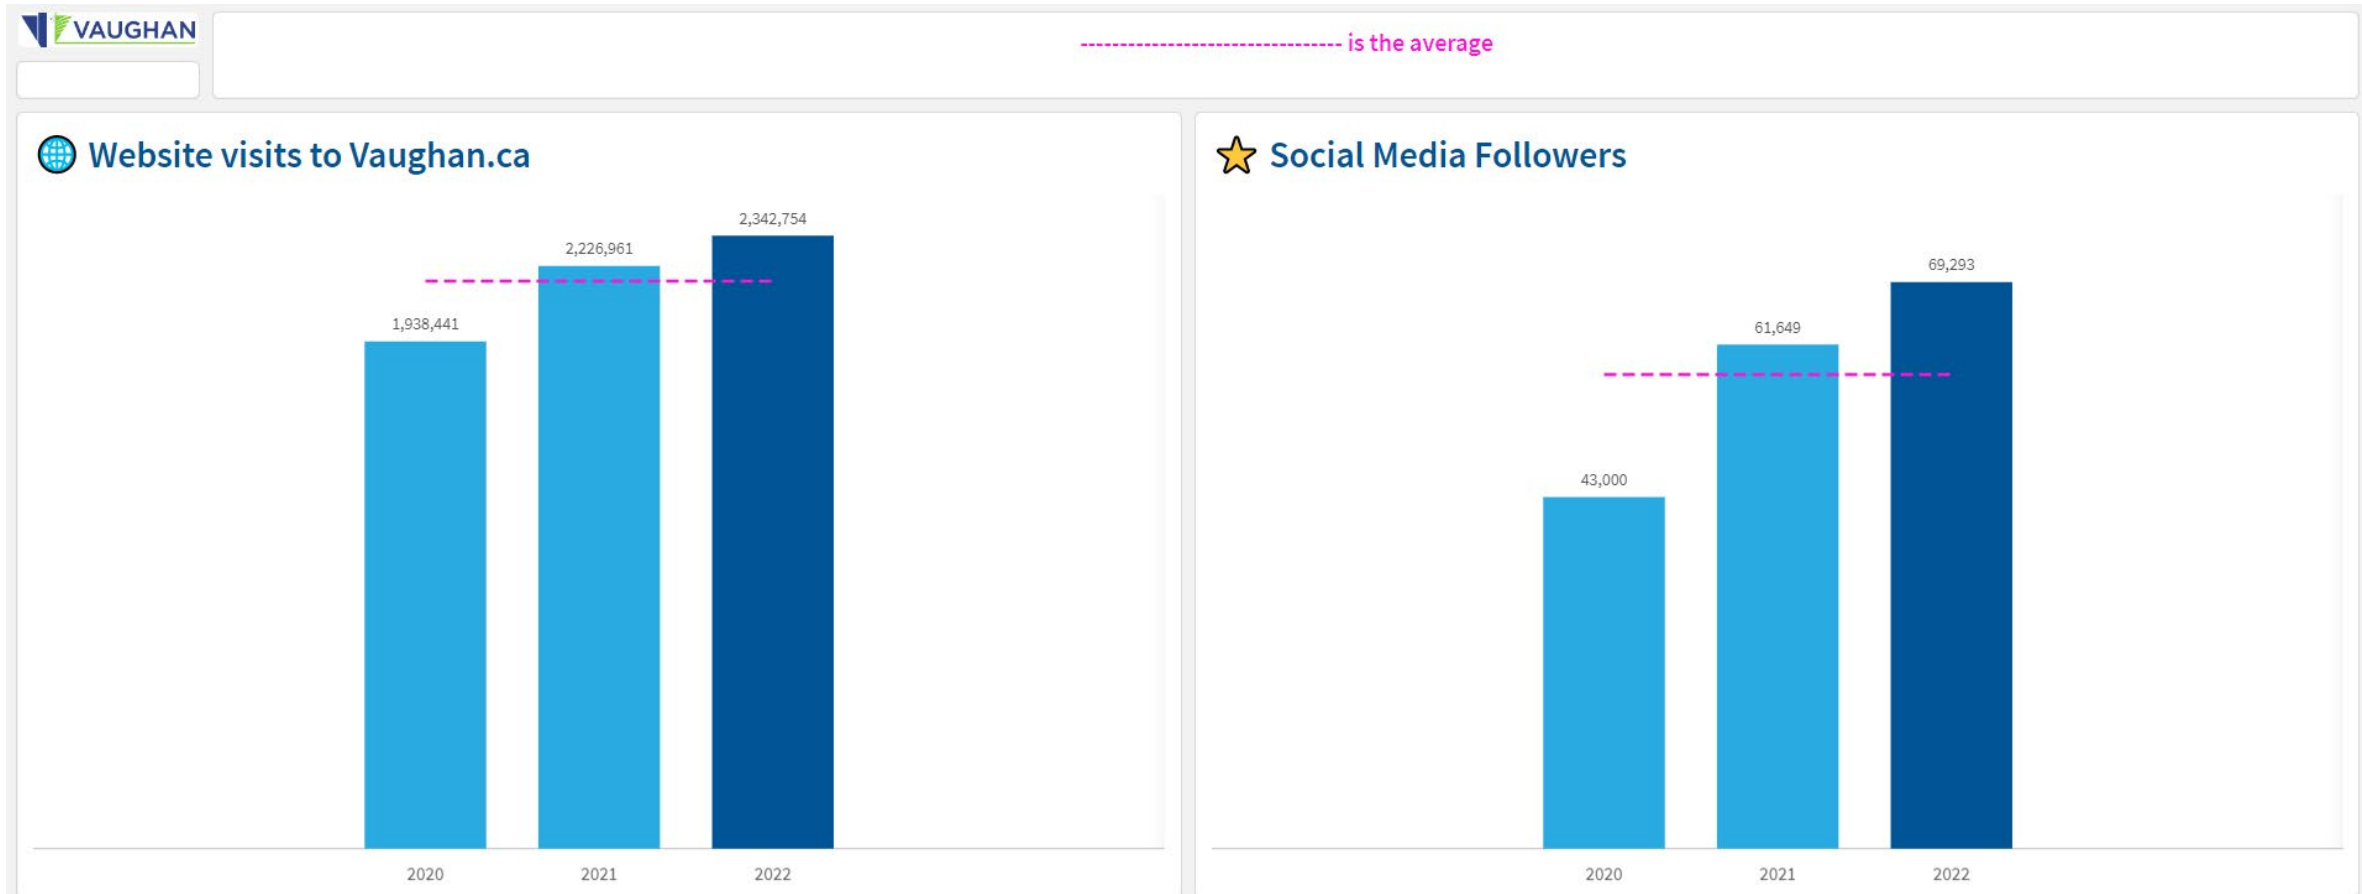 VAUGHAN
-------------------------------- is the average
Website visits to Vaughan.ca
2,342,754
2,226,961
1,938,441
2020 2021 2022
Social Media Followers
69,293
61,649
43,000
2020 2021 2022